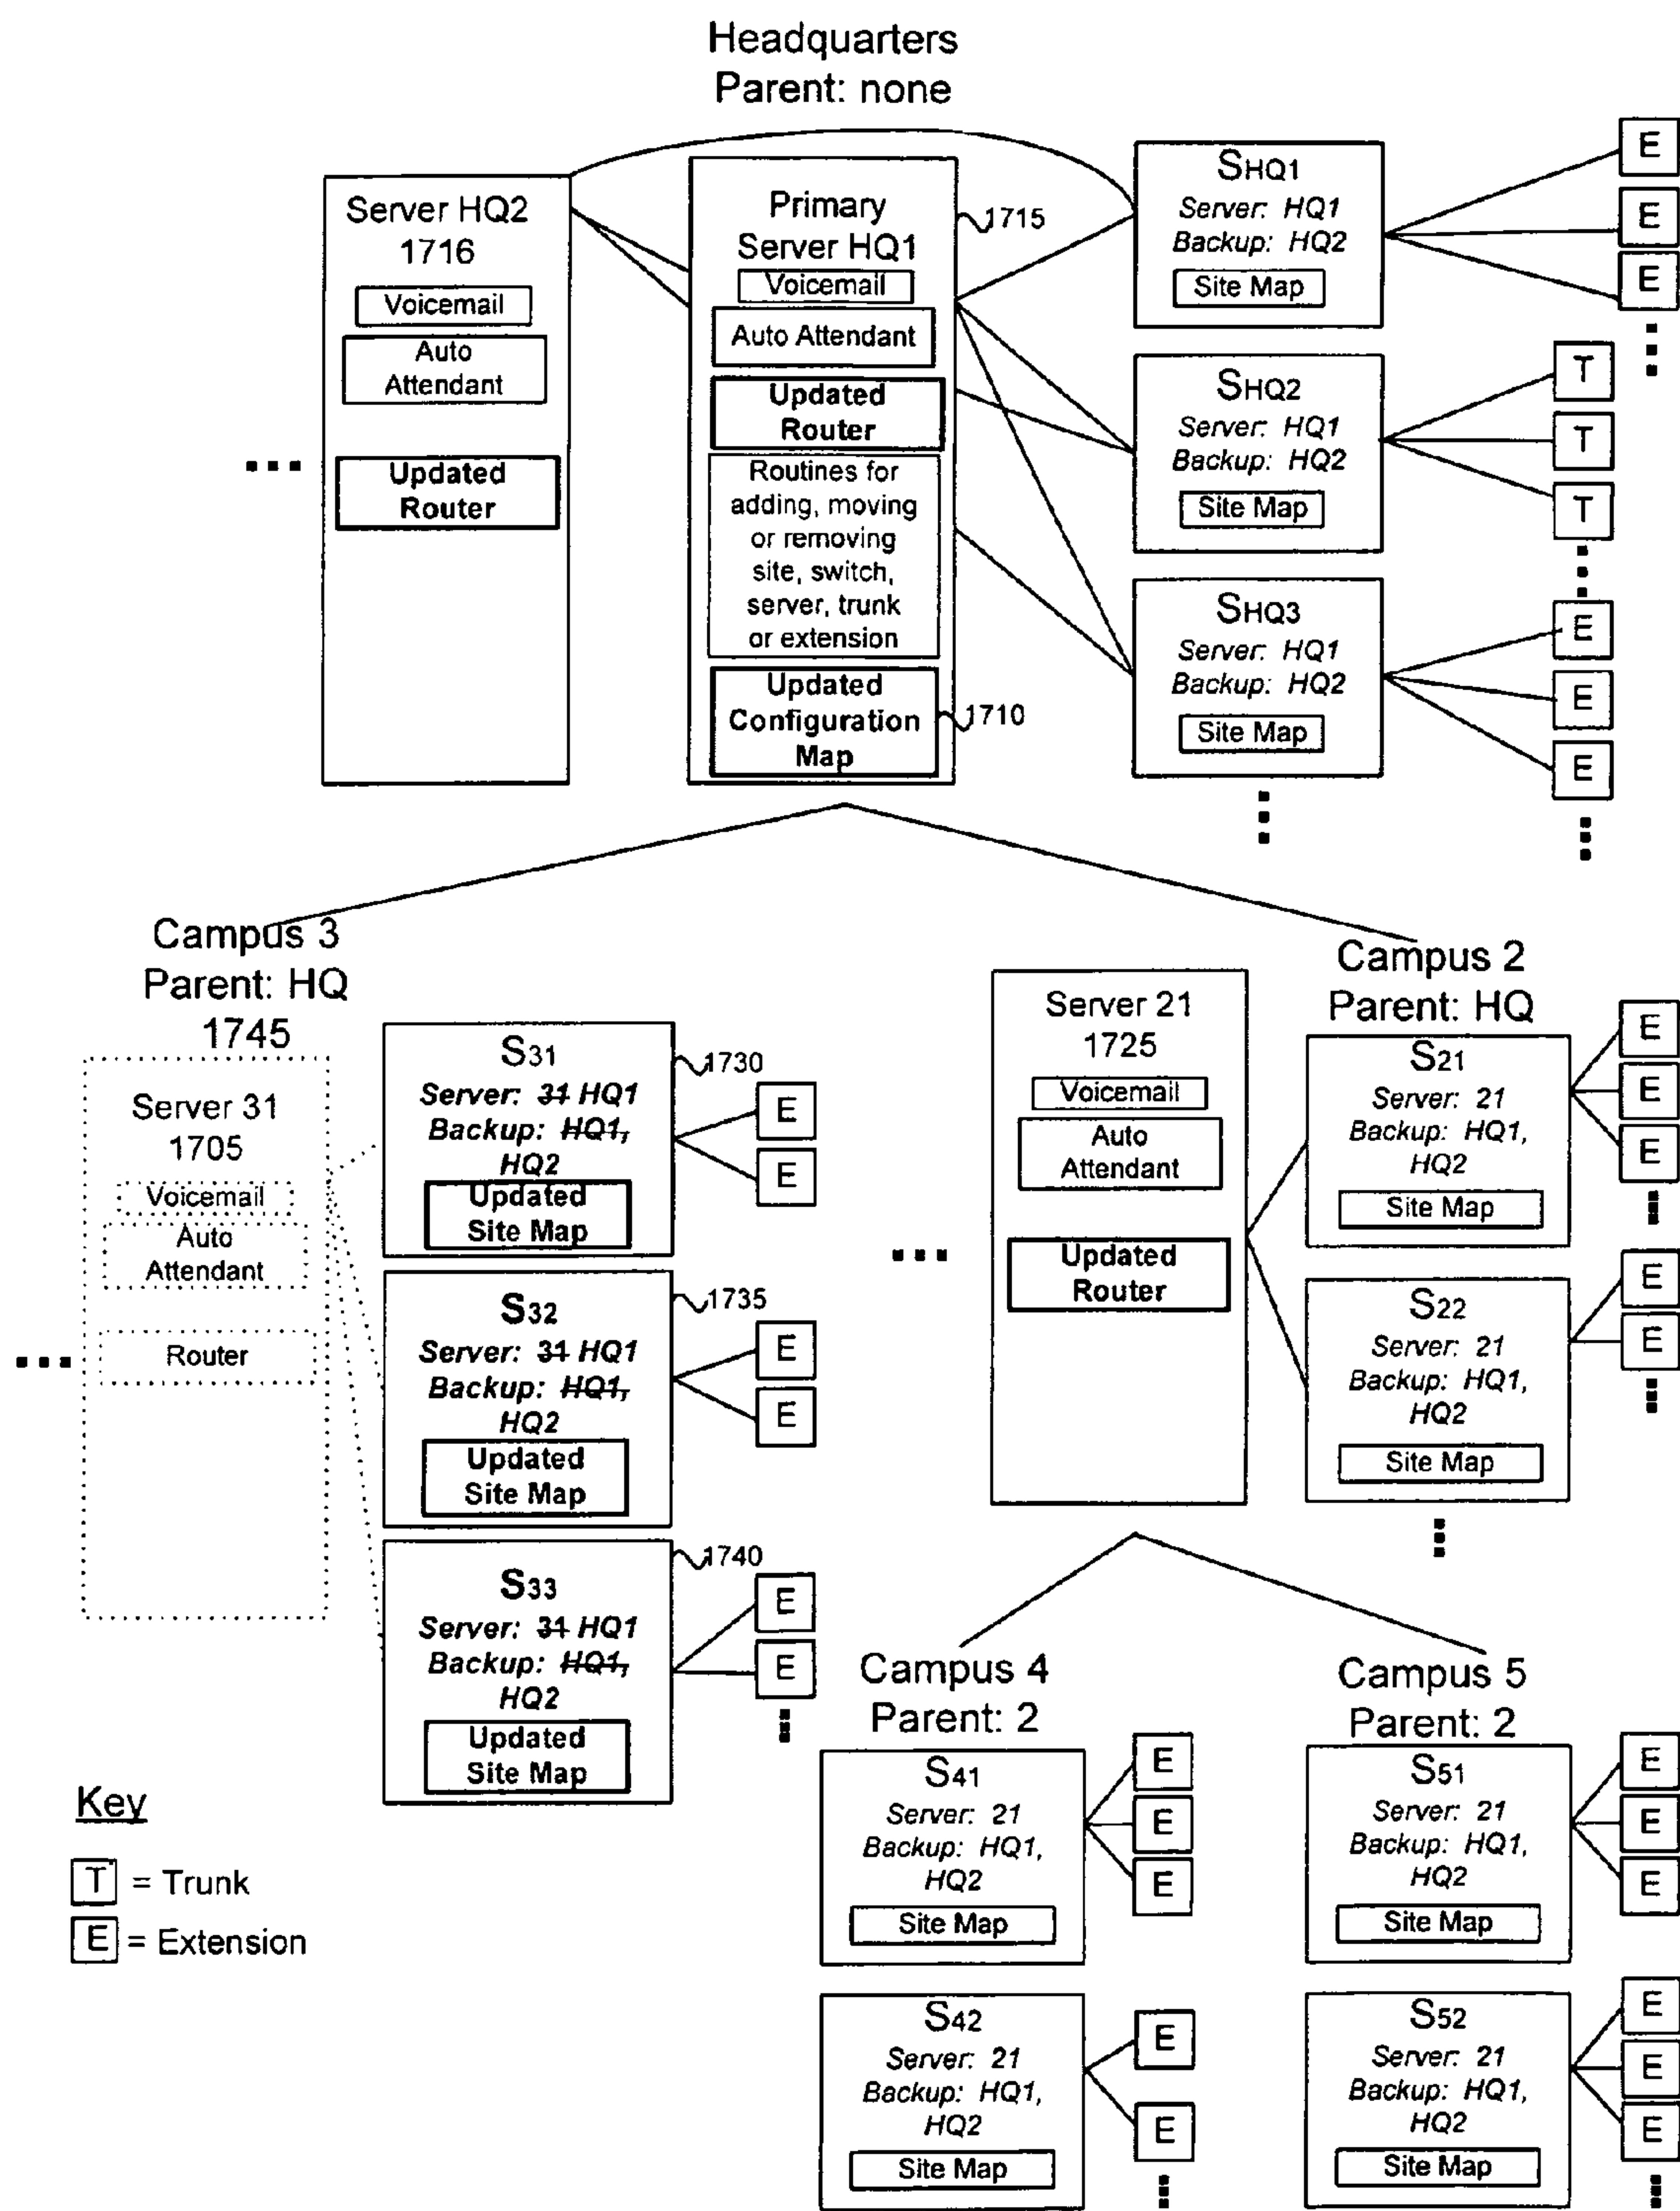 Headquarters
Parent: none
Server HQ2
1716
Voicemail
Auto
Attendant
Updated
Router
Primary
Server HQ1
1715
Voicemail
Auto Attendant
Updated
Router
Routines for
adding, moving
or removing
site, switch,
server, trunk
or extension
Updated
Configuration
Map
1710
SHQ1
Server: HQ1
Backup: HQ2
Site Map
E
E
E
SHQ2
Server: HQ1
Backup: HQ2
Site Map
T
T
T
SHQ3
Server: HQ1
Backup: HQ2
Site Map
E
E
E
Campus 3
Parent: HQ
1745
Server 31
1705
Voicemail
Auto
Attendant
Router
S31
1730
Server: 31 HQ1
Backup: HQ1,
HQ2
Updated
Site Map
E
E
S32
1735
Server: 31 HQ1
Backup: HQ1,
HQ2
Updated
Site Map
E
E
S33
1740
Server: 31 HQ1
Backup: HQ1,
HQ2
Updated
Site Map
E
E
Campus 2
Parent: HQ
Server 21
1725
Voicemail
Auto
Attendant
Updated
Router
S21
Server: 21
Backup: HQ1,
HQ2
Site Map
E
E
E
S22
Server: 21
Backup: HQ1,
HQ2
Site Map
E
E
Campus 4
Parent: 2
S41
Server: 21
Backup: HQ1,
HQ2
Site Map
E
E
E
S42
Server: 21
Backup: HQ1,
HQ2
Site Map
E
E
Campus 5
Parent: 2
S51
Server: 21
Backup: HQ1,
HQ2
Site Map
E
E
E
S52
Server: 21
Backup: HQ1,
HQ2
Site Map
E
E
E
Key
T = Trunk
E = Extension